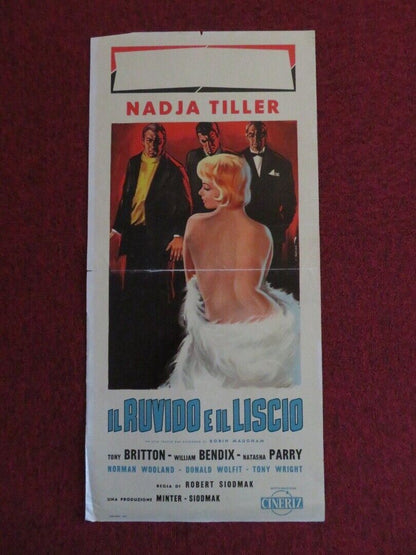 NADJA TILLER
IL RUVIDO E IL LISCIO
ROBIN MAUGHAM
TONY BRITTON - WILLIAM BENDIX - NATASHA PARRY
NORMAN WOOLAND - DONALD WOLFIT - TONY WRIGHT
REGIA DI ROBERT SIODMAK
UNA PRODUZIONE MINTER - SIODMAK
CINERIZ